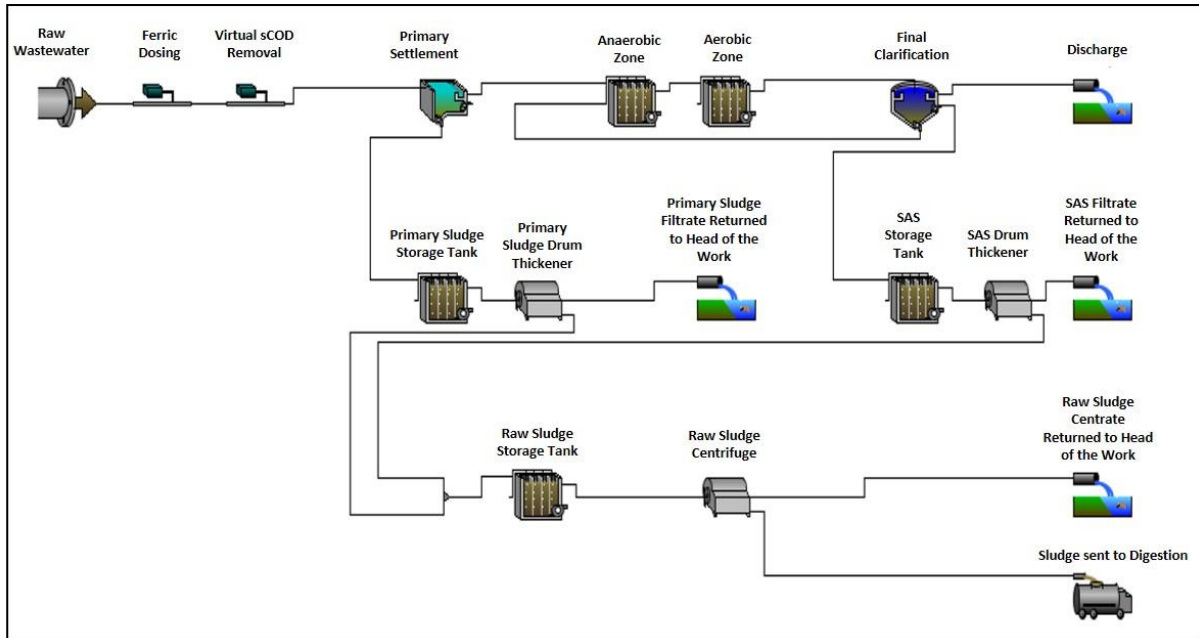 Raw
Wastewater
Ferric
Dosing
Virtual sCOD
Removal
Primary
Settlement
Anaerobic
Zone
Aerobic
Zone
Final
Clarification
Discharge
Primary Sludge
Storage Tank
Primary
Sludge Drum
Thickener
Primary Sludge
Filtrate Returned
to Head of the
Work
SAS
Storage
Tank
SAS Drum
Thickener
SAS Filtrate
Returned to
Head of the
Work
Raw Sludge
Storage Tank
Raw Sludge
Centrifuge
Raw Sludge
Centrate
Returned to Head
of the Work
Sludge sent to Digestion